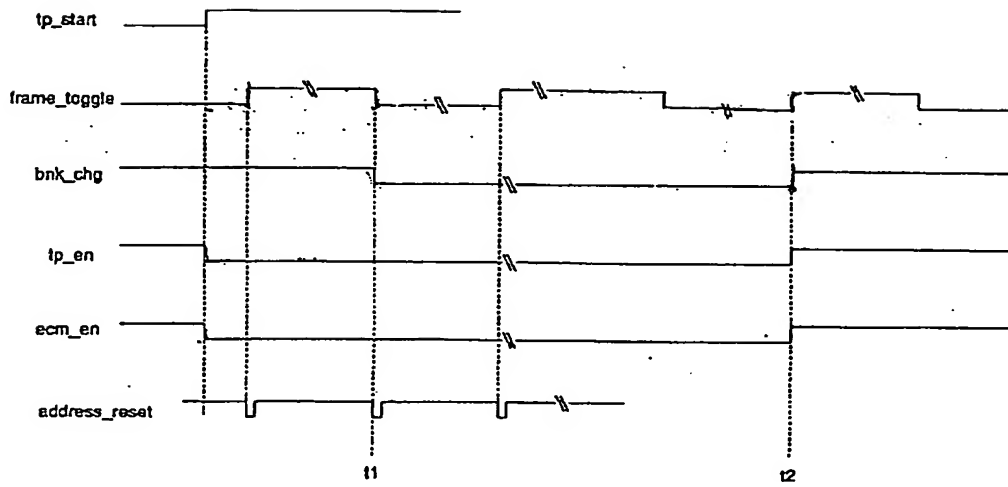 tp_start
frame_toggle
bnk_chg
tp_en
ecm_en
address_reset
t1
t2